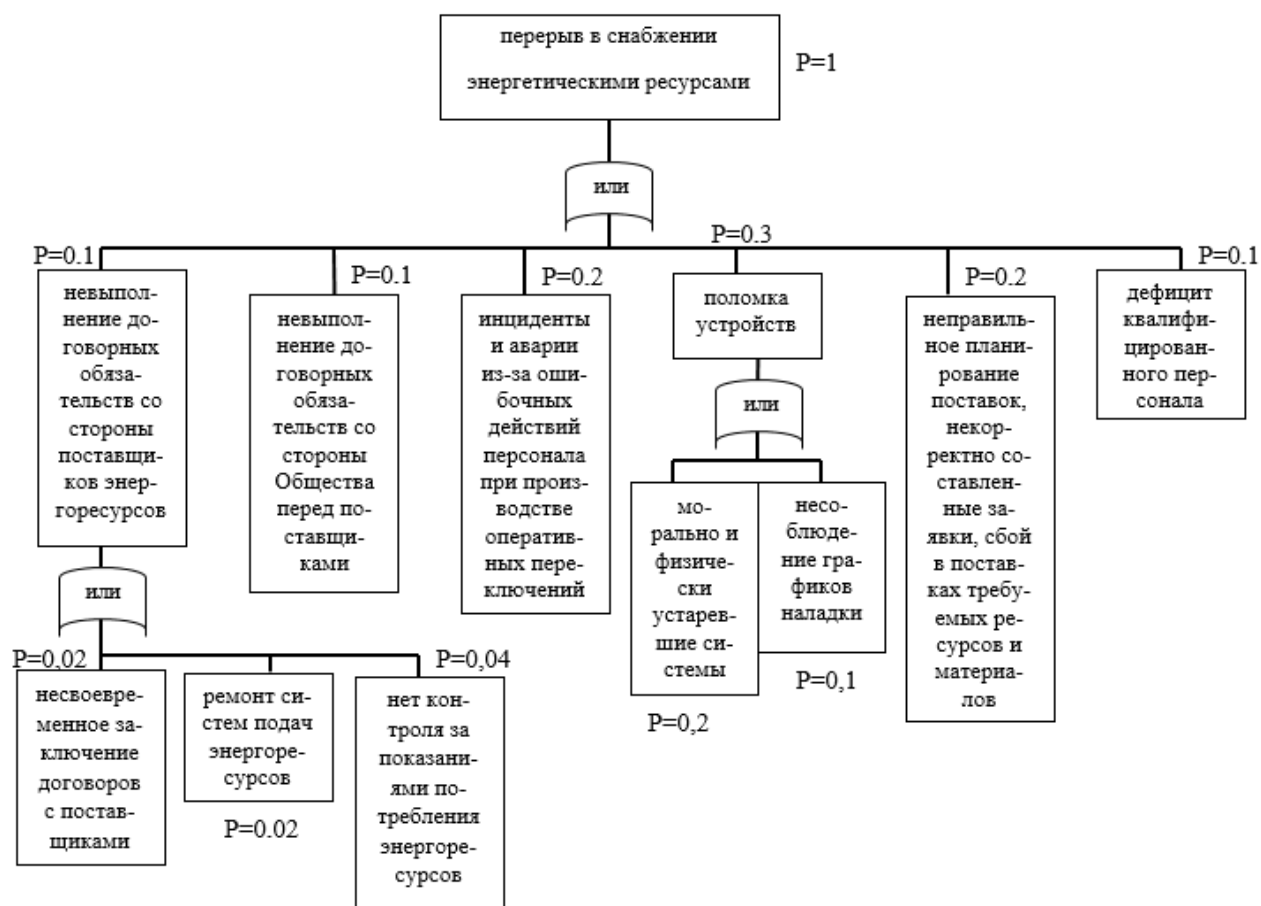 перерыв в снабжении
энергетическими ресурсами
P=1
или
P=0.1
невыпол-
нение до-
говорных
обяза-
тельств со
стороны
поставщи-
ков энер-
горесурсов
P=0.1
невыпол-
нение до-
говорных
обяза-
тельств со
стороны
Общества
перед по-
ставщи-
ками
P=0.2
инциденты
и аварии
из-за оши-
бочных
действий
персонала
при произ-
водстве
оператив-
ных пере-
ключений
P=0.3
поломка
устройств
P=0.2
неправиль-
ное плани-
рование
поставок,
некор-
ректно со-
ставлен-
ные за-
явки, сбой
в постав-
ках требу-
емых ре-
сурсов и
материа-
лов
P=0.1
дефицит
квалифи-
цирован-
ного пер-
сонала
или
мо-
рально и
физиче-
ски
устарев-
шие си-
стемы
P=0,2
несо-
блюде-
ние гра-
фиков
наладки
P=0,1
или
P=0,02
несвоевре-
менное за-
ключение
договоров
с постав-
щиками
ремонт си-
стем подач
энергоре-
сурсов
P=0.02
P=0,04
нет кон-
троля за
показани-
ями по-
требления
энергоре-
сурсов